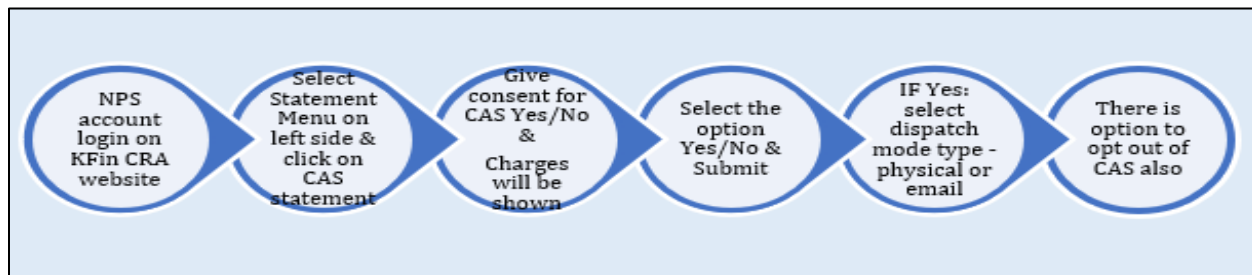 NPS
account
login on
KFin CRA
website
Select
Statement
Menu on
left side &
click on
CAS
statement
Give
consent for
CAS Yes/No
&
Charges
will be
shown
Select the
option
Yes/No &
Submit
IF Yes:
select
dispatch
mode type -
physical or
email
There is
option to
opt out of
CAS also